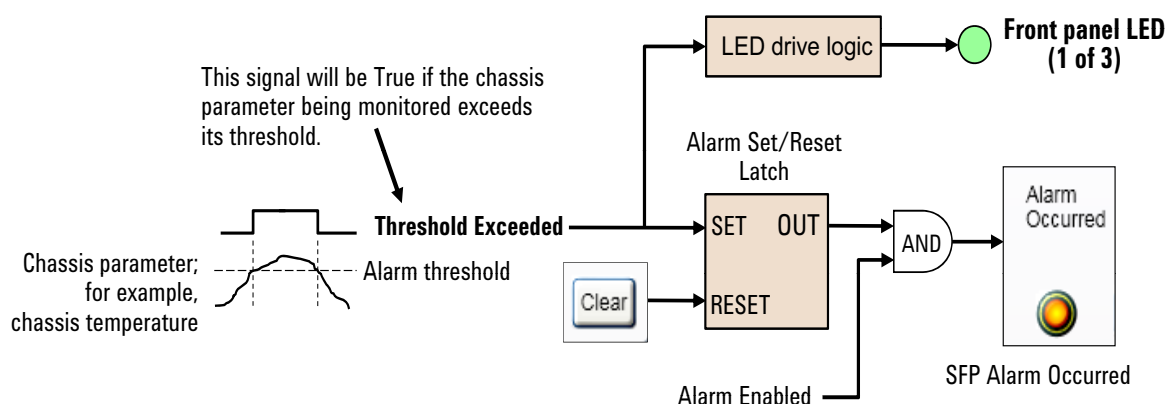 LED drive logic
Front panel LED
(1 of 3)
This signal will be True if the chassis
parameter being monitored exceeds
its threshold.
Alarm Set/Reset
Latch
Threshold Exceeded
SET OUT
RESET
AND
Alarm
Occurred
Chassis parameter;
for example,
chassis temperature
Alarm threshold
Clear
SFP Alarm Occurred
Alarm Enabled